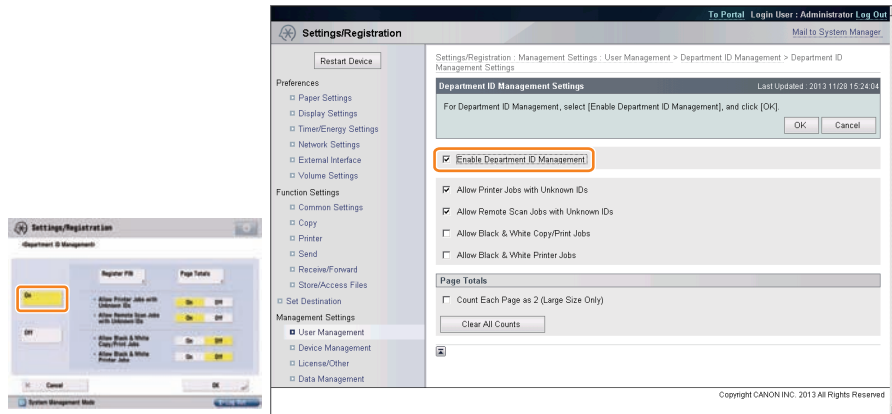 Settings/Registration
<Department ID Management>
Register PIN
Page Totals
On
Allow Printer Jobs with
Unknown IDs
On
Off
Allow Remote Scan Jobs
with Unknown IDs
On
Off
Off
Allow Black & White
Copy/Print Jobs
On
Off
Allow Black & White
Printer Jobs
On
Off
Cancel
OK
System Management Mode
Log Out
To Portal Login User : Administrator Log Out
Settings/Registration
Mail to System Manager
Restart Device
Preferences
Paper Settings
Display Settings
Timer/Energy Settings
Network Settings
External Interface
Volume Settings
Function Settings
Common Settings
Copy
Printer
Send
Receive/Forward
Store/Access Files
Set Destination
Management Settings
User Management
Device Management
License/Other
Data Management
Settings/Registration : Management Settings : User Management > Department ID Management > Department ID
Management Settings
Department ID Management Settings
Last Updated : 2013 11/28 15:24:04
For Department ID Management, select [Enable Department ID Management], and click [OK].
OK
Cancel
Enable Department ID Management
Allow Printer Jobs with Unknown IDs
Allow Remote Scan Jobs with Unknown IDs
Allow Black & White Copy/Print Jobs
Allow Black & White Printer Jobs
Page Totals
Count Each Page as 2 (Large Size Only)
Clear All Counts
Copyright CANON INC. 2013 All Rights Reserved